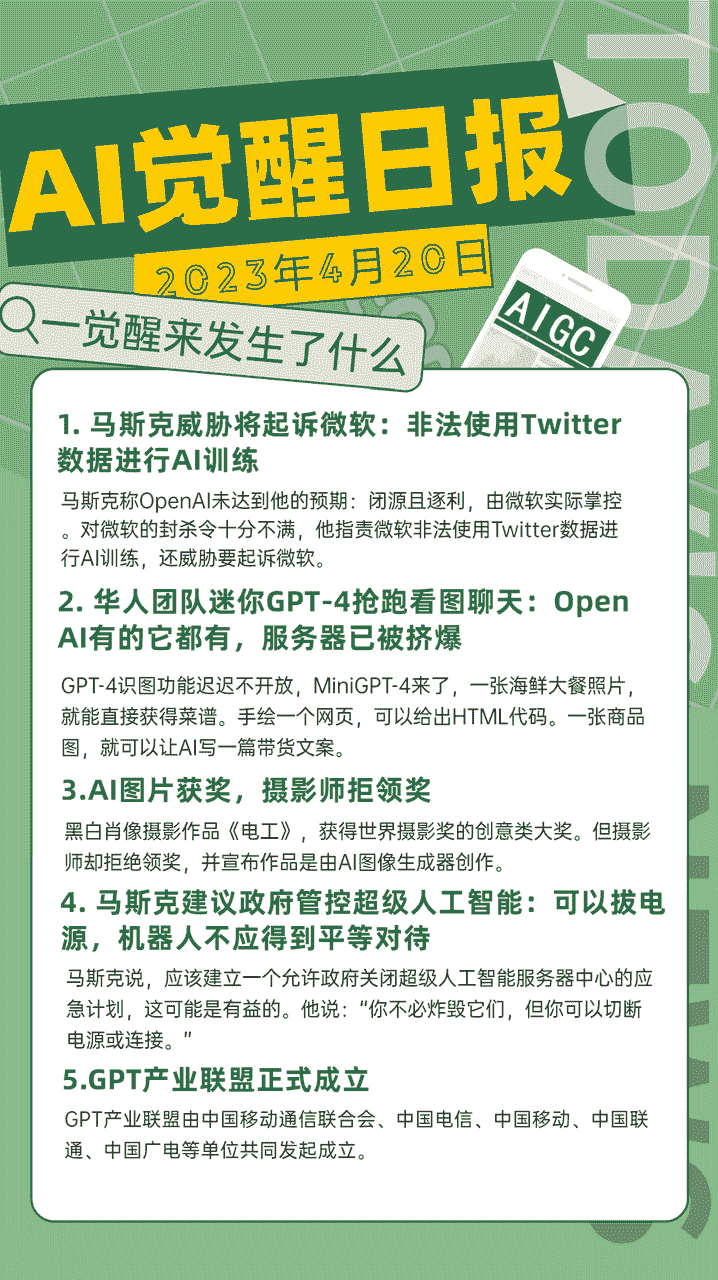 AI觉醒日报
2023年4月20日
一觉醒来发生了什么
AIGC
TODAY'S NEWS
1. 马斯克威胁将起诉微软：非法使用Twitter
数据进行AI训练
马斯克称OpenAI未达到他的预期：闭源且逐利，由微软实际掌控
。对微软的封杀令十分不满，他指责微软非法使用Twitter数据进
行AI训练，还威胁要起诉微软。
2. 华人团队迷你GPT-4抢跑看图聊天：Open
AI有的它都有，服务器已被挤爆
GPT-4识图功能迟迟不开放，MiniGPT-4来了，一张海鲜大餐照片，
就能直接获得菜谱。手绘一个网页，可以给出HTML代码。一张商品
图，就可以让AI写一篇带货文案。
3.AI图片获奖，摄影师拒领奖
黑白肖像摄影作品《电工》，获得世界摄影奖的创意类大奖。但摄影
师却拒绝领奖，并宣布作品是由AI图像生成器创作。
4. 马斯克建议政府管控超级人工智能：可以拔电
源，机器人不应得到平等对待
马斯克说，应该建立一个允许政府关闭超级人工智能服务器中心的应
急计划，这可能是有益的。他说：“你不必炸毁它们，但你可以切断
电源或连接。”
5.GPT产业联盟正式成立
GPT产业联盟由中国移动通信联合会、中国电信、中国移动、中国联
通、中国广电等单位共同发起成立。